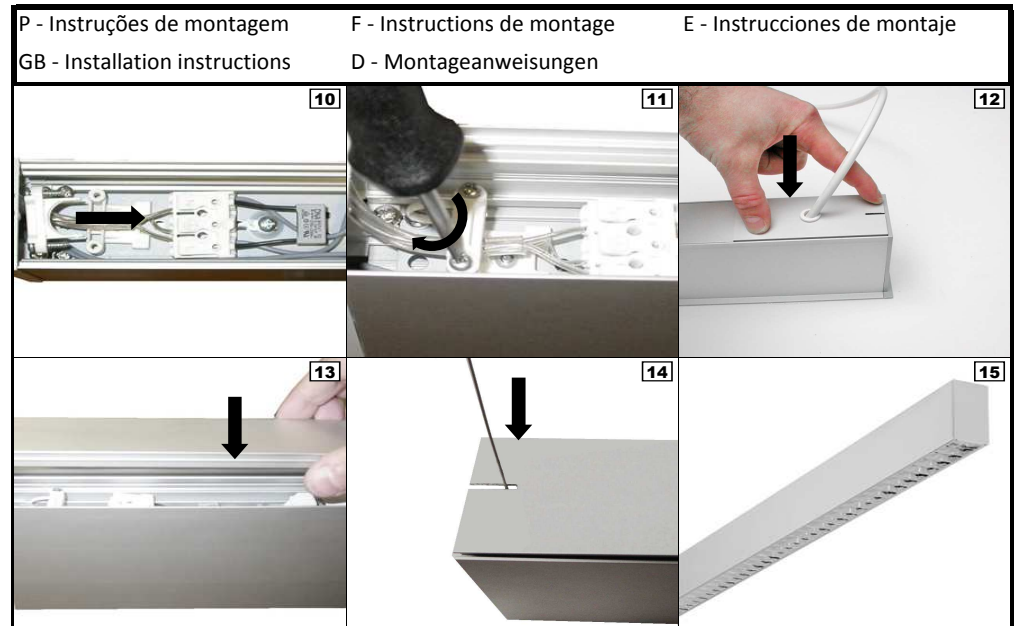 P - Instruções de montagem F - Instructions de montage E - Instrucciones de montaje
GB - Installation instructions D - Montageanweisungen
10 11 12
13 14 15